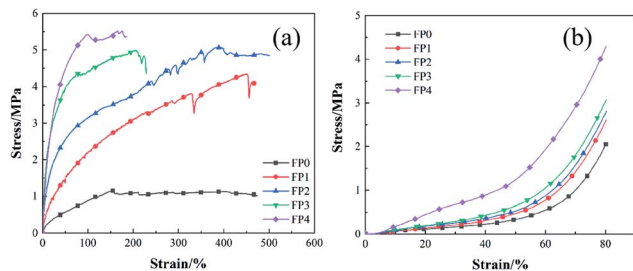 (a)
Stress/MPa
6
5
4
3
2
1
0
0 100 200 300 400 500 600
Strain/%
FP0
FP1
FP2
FP3
FP4
(b)
Stress/MPa
5
4
3
2
1
0
0 20 40 60 80
Strain/%
FP0
FP1
FP2
FP3
FP4